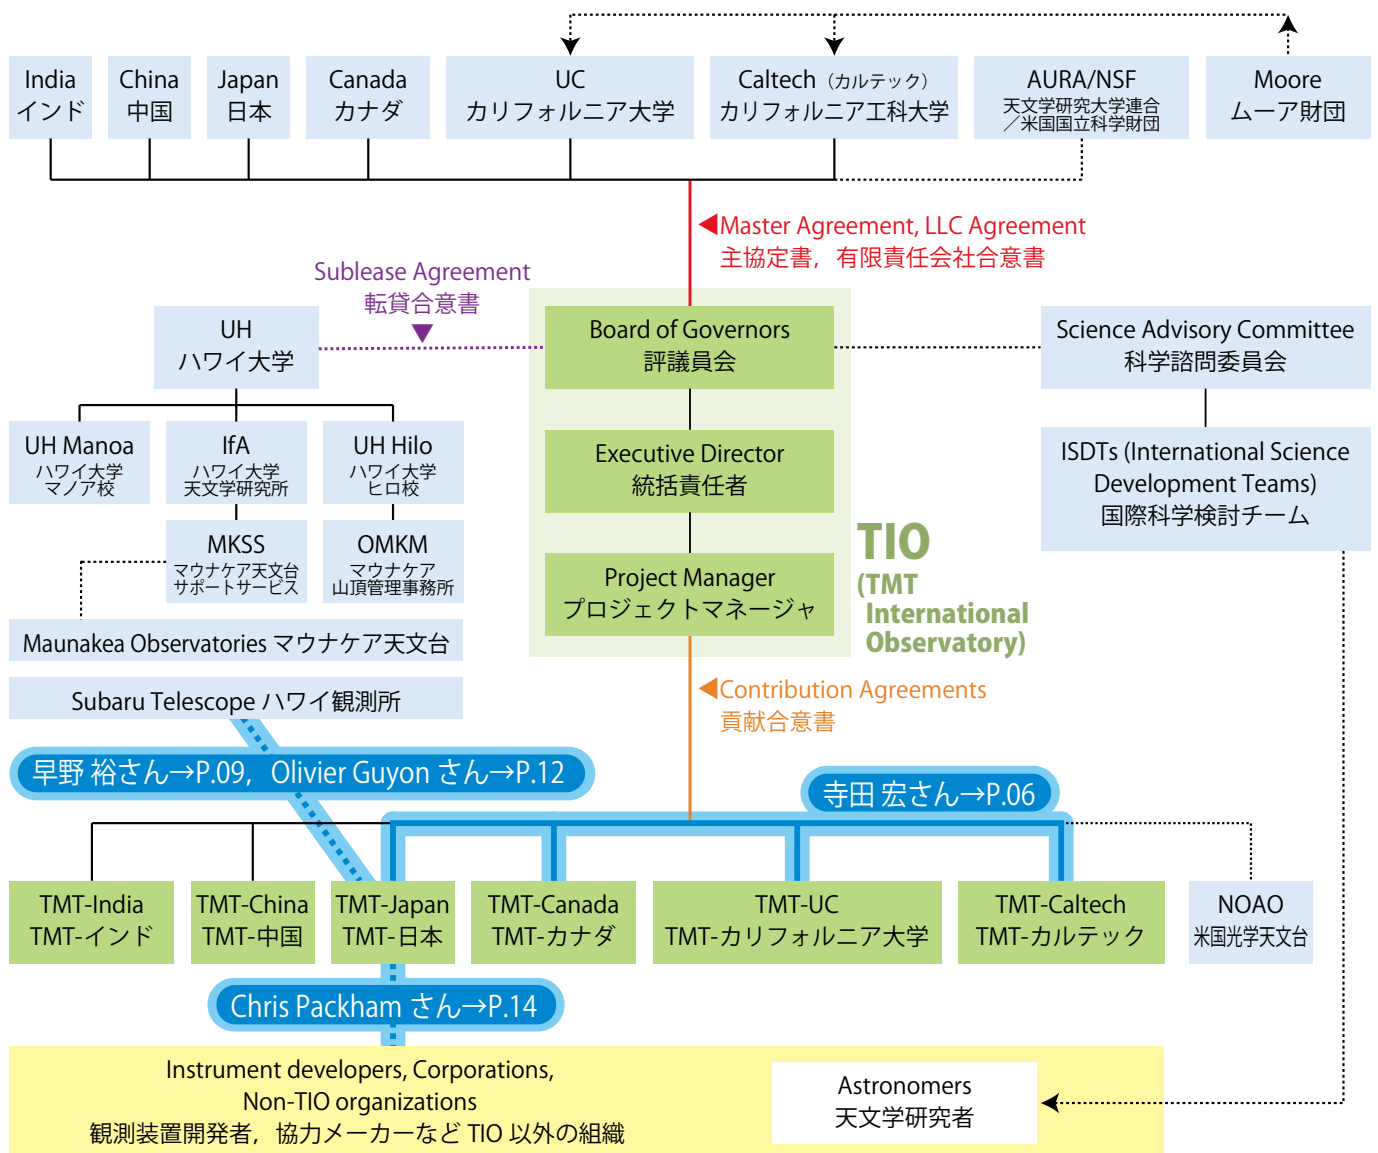 India
インド
China
中国
Japan
日本
Canada
カナダ
UC
カリフォルニア大学
Caltech（カルテック）
カリフォルニア工科大学
AURA/NSF
天文学研究大学連合
／米国国立科学財団
Moore
ムーア財団
Master Agreement, LLC Agreement
主協定書，有限責任会社合意書
Sublease Agreement
転貸合意書
UH
ハワイ大学
Board of Governors
評議員会
Science Advisory Committee
科学諮問委員会
UH Manoa
ハワイ大学
マノア校
IfA
ハワイ大学
天文学研究所
UH Hilo
ハワイ大学
ヒロ校
Executive Director
統括責任者
ISDTs (International Science
Development Teams)
国際科学検討チーム
MKSS
マウナケア天文台
サポートサービス
OMKM
マウナケア
山頂管理事務所
Project Manager
プロジェクトマネージャ
TIO
(TMT
International
Observatory)
Maunakea Observatories マウナケア天文台
Subaru Telescope ハワイ観測所
Contribution Agreements
貢献合意書
早野 裕さん→P.09，Olivier Guyon さん→P.12
寺田 宏さん→P.06
TMT-India
TMT-インド
TMT-China
TMT-中国
TMT-Japan
TMT-日本
TMT-Canada
TMT-カナダ
TMT-UC
TMT-カリフォルニア大学
TMT-Caltech
TMT-カルテック
NOAO
米国光学天文台
Chris Packham さん→P.14
Instrument developers, Corporations,
Non-TIO organizations
観測装置開発者，協力メーカーなど TIO 以外の組織
Astronomers
天文学研究者